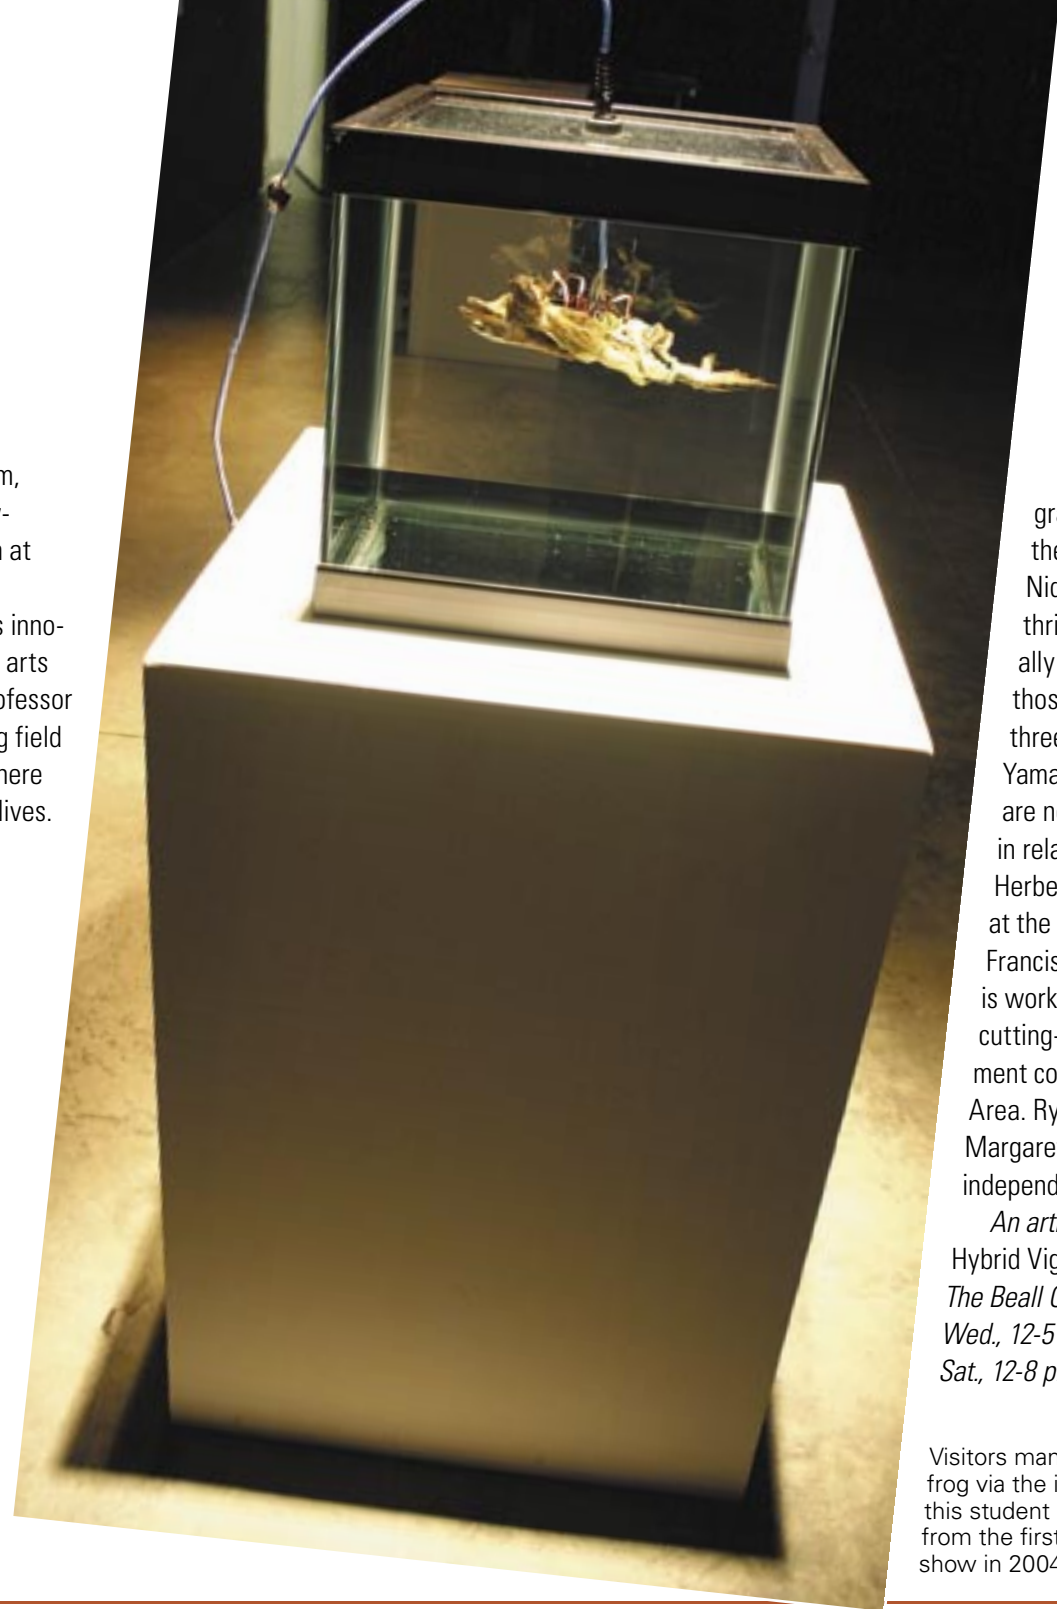 m,
-
at
s inno-
arts
ofessor
g field
here
lives.
gr
the
Nic
thri
ally
thos
three
Yama
are n
in rela
Herbe
at the
Francis
is work
cutting-
ment co
Area. Ry
Margare
independ
An art
Hybrid Vig
The Beall C
Wed., 12-5
Sat., 12-8 p
Visitors man
frog via the i
this student
from the first
show in 2004